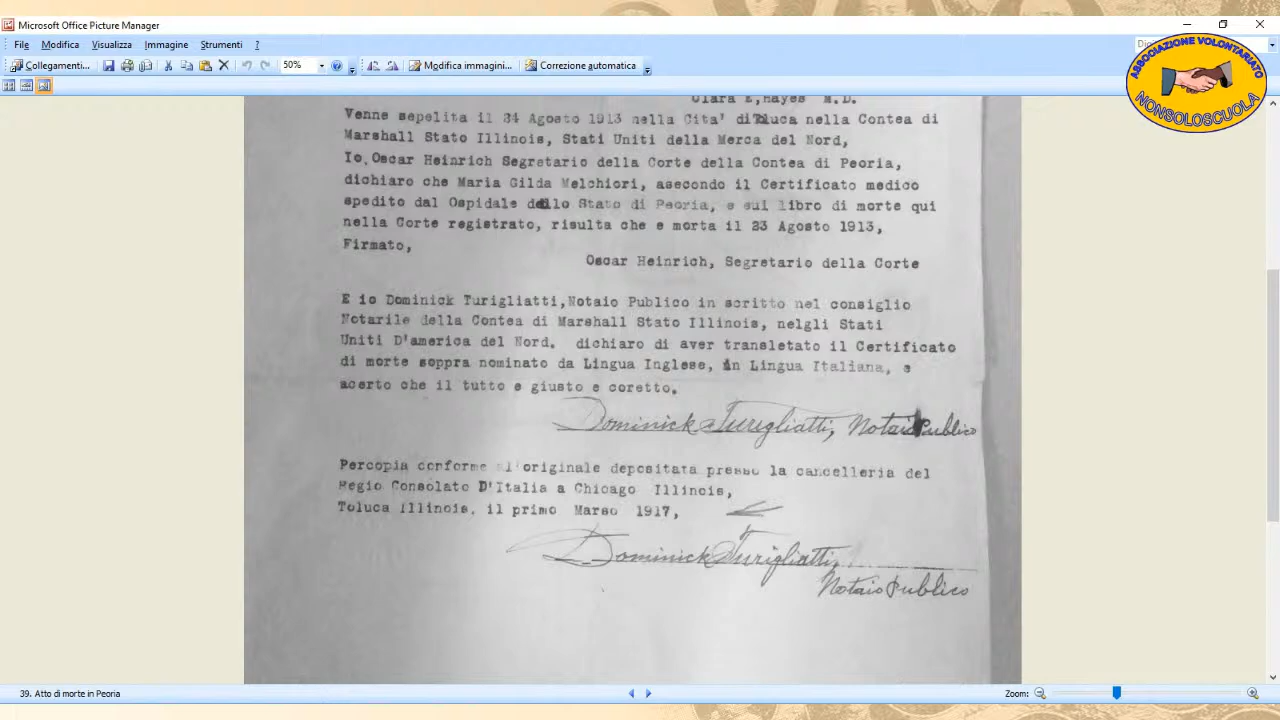 Microsoft Office Picture Manager
File Modifica Visualizza Immagine Strumenti ?
Collegamenti... 50% Modifica immagini... Correzione automatica
ASSOCIAZIONE VOLONTARIATO
NONSOLOSCUOLA
Clara E,Hayes M.D.
Venne sepelita il 24 Agosto 1913 nella Cita' di Toluca nella Contea di
Marshall Stato Illinois, Stati Uniti della Merca del Nord,
Io, Oscar Heinrich Segretario della Corte della Contea di Peoria,
dichiaro che Maria Gilda Melchiori, asecondo il Certificato medico
spedito dal Ospidale dello Stato di Peoria, e sul libro di morte qui
nella Corte registrato, risulta che e morta il 23 Agosto 1913,
Firmato,
Oscar Heinrich, Segretario della Corte
E io Dominick Turigliatti,Notaio Publico in scritto nel consiglio
Notarile della Contea di Marshall Stato Illinois, nelgli Stati
Uniti D'america del Nord. dichiaro di aver transletato il Certificato
di morte soppra nominato da Lingua Inglese, in Lingua Italiana, e
acerto che il tutto e giusto e coretto.
Dominick Turigliatti, Notaio Publico
Percopia conforme al'originale depositata presso la cancelleria del
Regio Consolato D'Italia a Chicago Illinois,
Toluca Illinois, il primo Marso 1917,
Dominick Turigliatti,
Notaio Publico
39. Atto di morte in Peoria
Zoom: